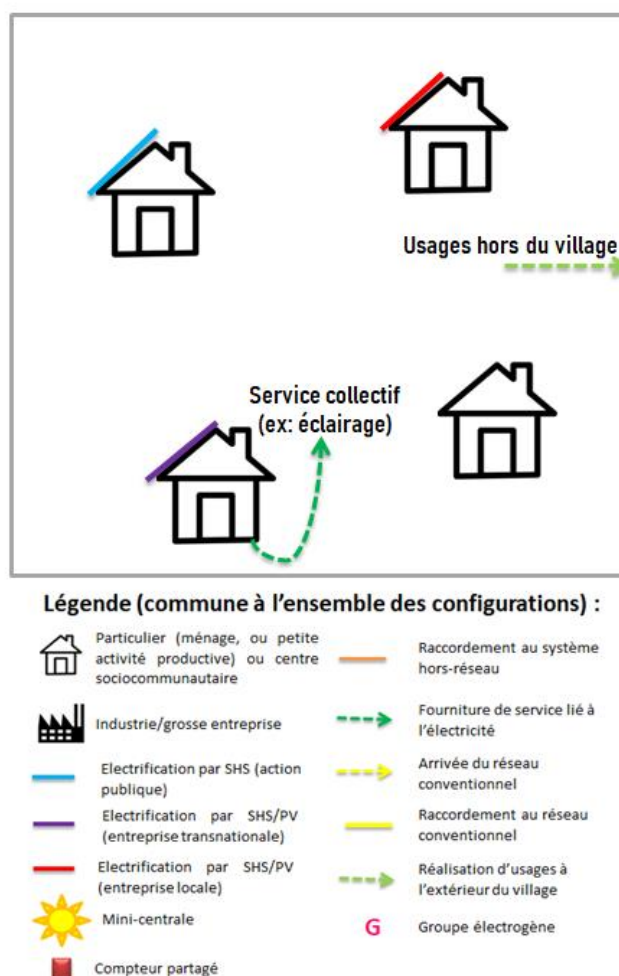 Usages hors du village
Service collectif
(ex: éclairage)
Légende (commune à l'ensemble des configurations) :
Particulier (ménage, ou petite
activité productive) ou centre
sociocommunautaire
Industrie/grosse entreprise
Electrification par SHS (action
publique)
Electrification par SHS/PV
(entreprise transnationale)
Electrification par SHS/PV
(entreprise locale)
Mini-centrale
Compteur partagé
Raccordement au système
hors-réseau
Fourniture de service lié à
l'électricité
Arrivée du réseau
conventionnel
Raccordement au réseau
conventionnel
Réalisation d'usages à
l'extérieur du village
G Groupe électrogène